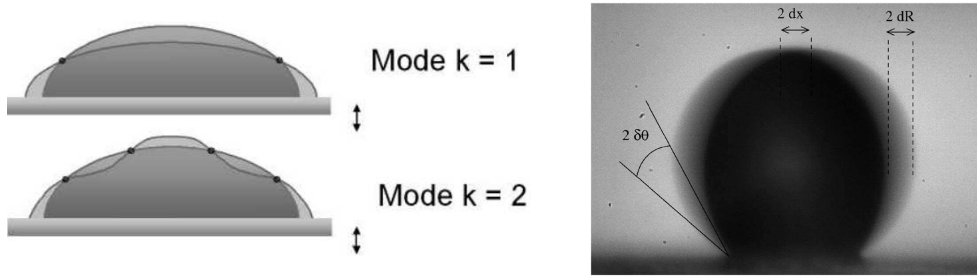 Mode k = 1
Mode k = 2
2 dx
2 dR
2 δθ